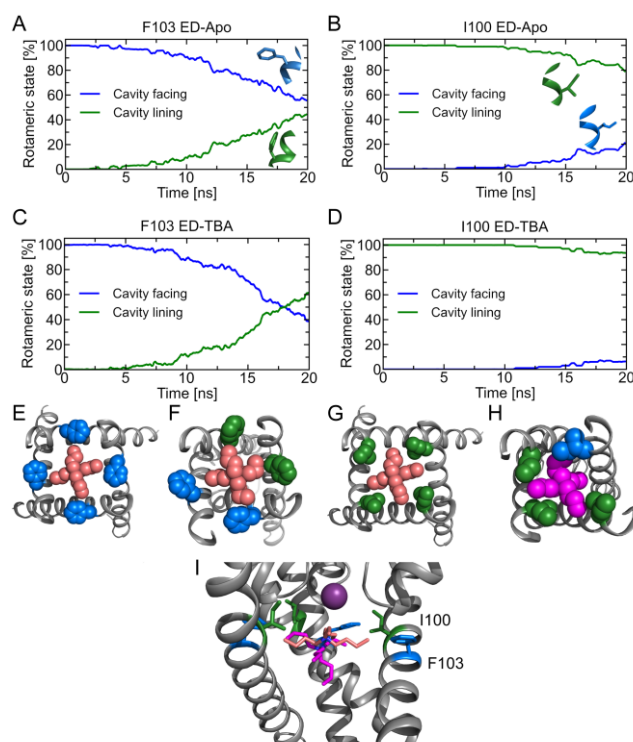 A
F103 ED-Apo
Rotameric state [%]
100
80
60
40
20
0
Cavity facing
Cavity lining
0 5 10 15 20
Time [ns]
B
I100 ED-Apo
Rotameric state [%]
100
80
60
40
20
0
Cavity facing
Cavity lining
0 5 10 15 20
Time [ns]
C
F103 ED-TBA
Rotameric state [%]
100
80
60
40
20
0
Cavity facing
Cavity lining
0 5 10 15 20
Time [ns]
D
I100 ED-TBA
Rotameric state [%]
100
80
60
40
20
0
Cavity facing
Cavity lining
0 5 10 15 20
Time [ns]
E
F
G
H
I
I100
F103